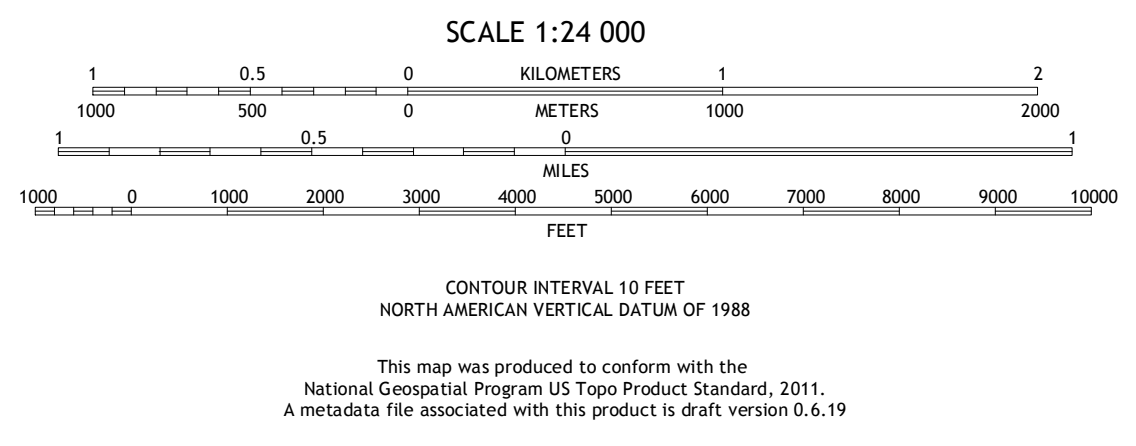 SCALE 1:24 000
1 0.5 0 KILOMETERS 1 2
1000 500 0 METERS 1000 2000
1 0.5 0 1
MILES
1000 0 1000 2000 3000 4000 5000 6000 7000 8000 9000 10000
FEET
CONTOUR INTERVAL 10 FEET
NORTH AMERICAN VERTICAL DATUM OF 1988
This map was produced to conform with the
National Geospatial Program US Topo Product Standard, 2011.
A metadata file associated with this product is draft version 0.6.19